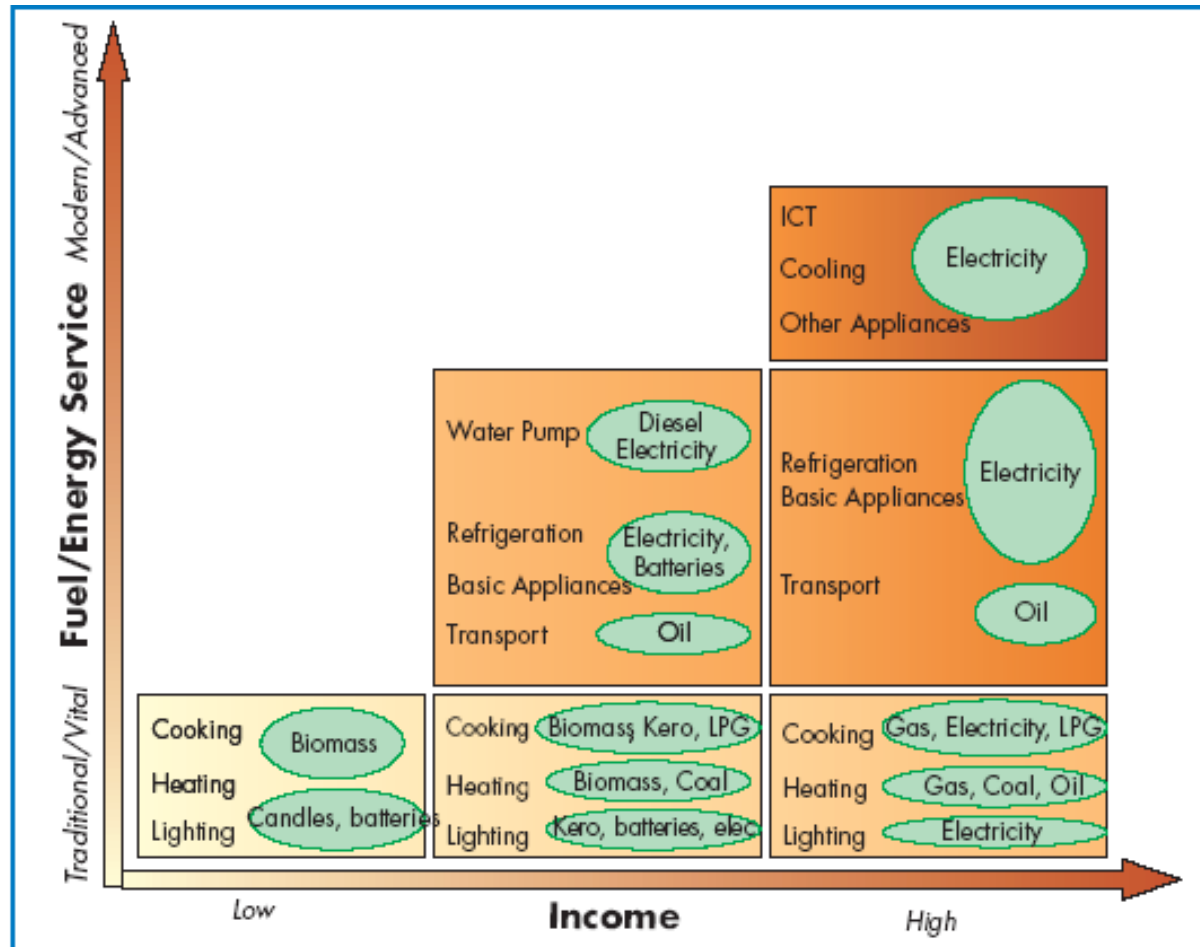 Fuel/Energy Service
Modern/Advanced
Traditional/Vital
ICT
Cooling
Other Appliances
Electricity
Water Pump
Diesel
Electricity
Refrigeration
Basic Appliances
Electricity,
Batteries
Transport
Oil
Refrigeration
Basic Appliances
Electricity
Transport
Oil
Cooking
Heating
Lighting
Biomass
Candles, batteries
Cooking
Biomass, Kero, LPG
Heating
Biomass, Coal
Lighting
Kero, batteries, elec
Cooking
Gas, Electricity, LPG
Heating
Gas, Coal, Oil
Lighting
Electricity
Low
Income
High